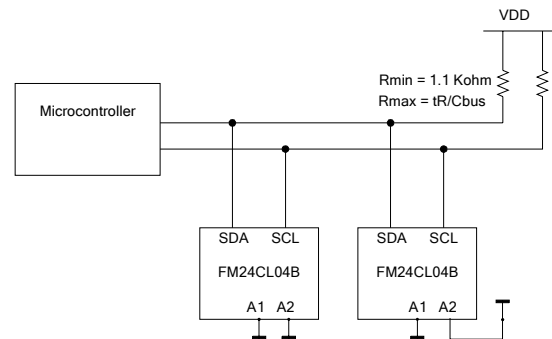 VDD
Rmin = 1.1 Kohm
Rmax = tR/Cbus
Microcontroller
SDA SCL
FM24CL04B
A1 A2
SDA SCL
FM24CL04B
A1 A2